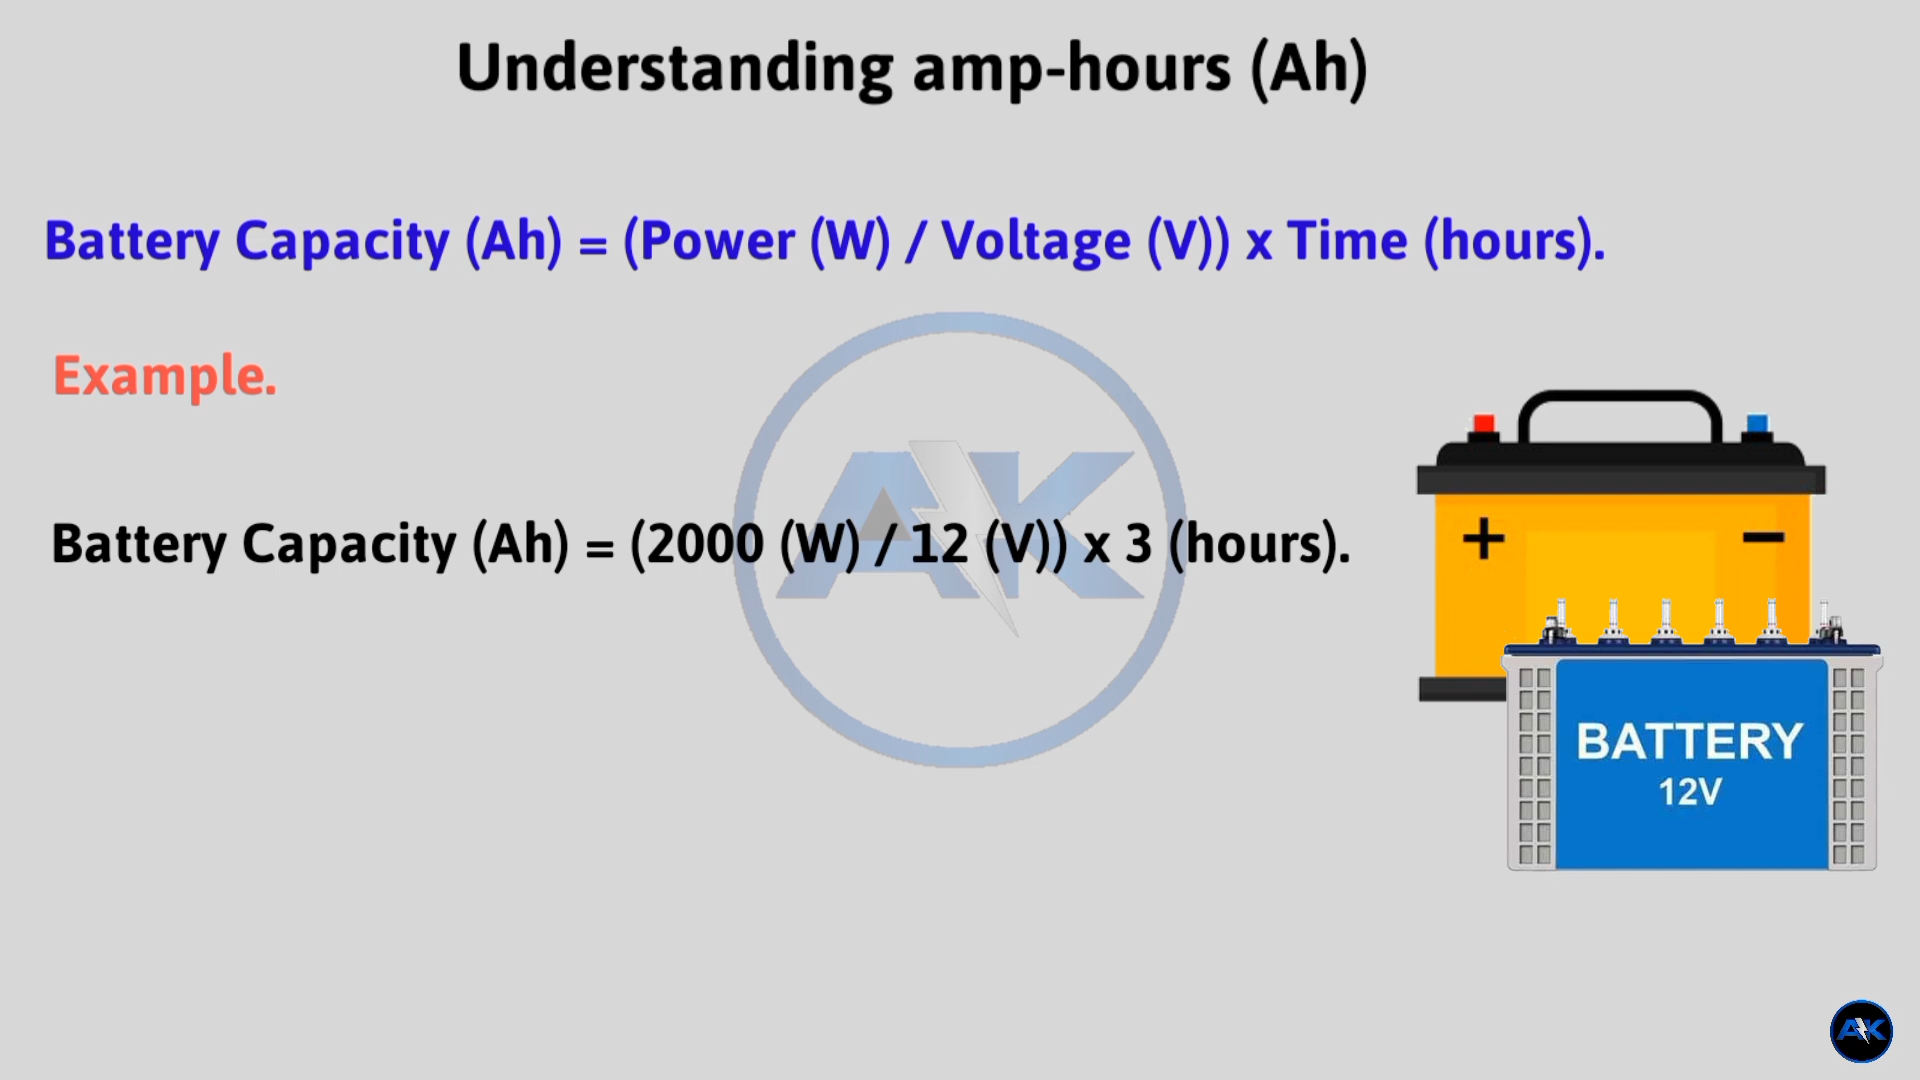 Understanding amp-hours (Ah)
Battery Capacity (Ah) = (Power (W) / Voltage (V)) x Time (hours).
Example.
Battery Capacity (Ah) = (2000 (W) / 12 (V)) x 3 (hours).
AK
+ −
BATTERY
12V
AK